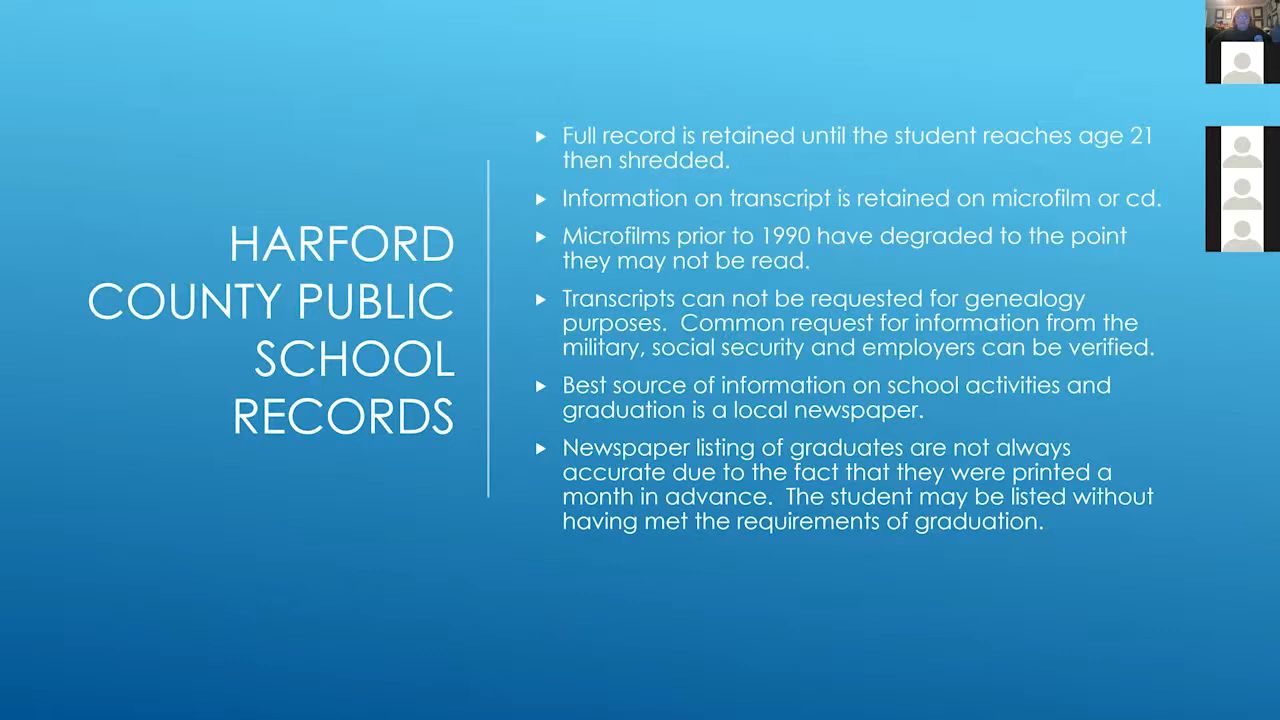 HARFORD
COUNTY PUBLIC
SCHOOL
RECORDS
Full record is retained until the student reaches age 21
then shredded.
Information on transcript is retained on microfilm or cd.
Microfilms prior to 1990 have degraded to the point
they may not be read.
Transcripts can not be requested for genealogy
purposes.  Common request for information from the
military, social security and employers can be verified.
Best source of information on school activities and
graduation is a local newspaper.
Newspaper listing of graduates are not always
accurate due to the fact that they were printed a
month in advance.  The student may be listed without
having met the requirements of graduation.